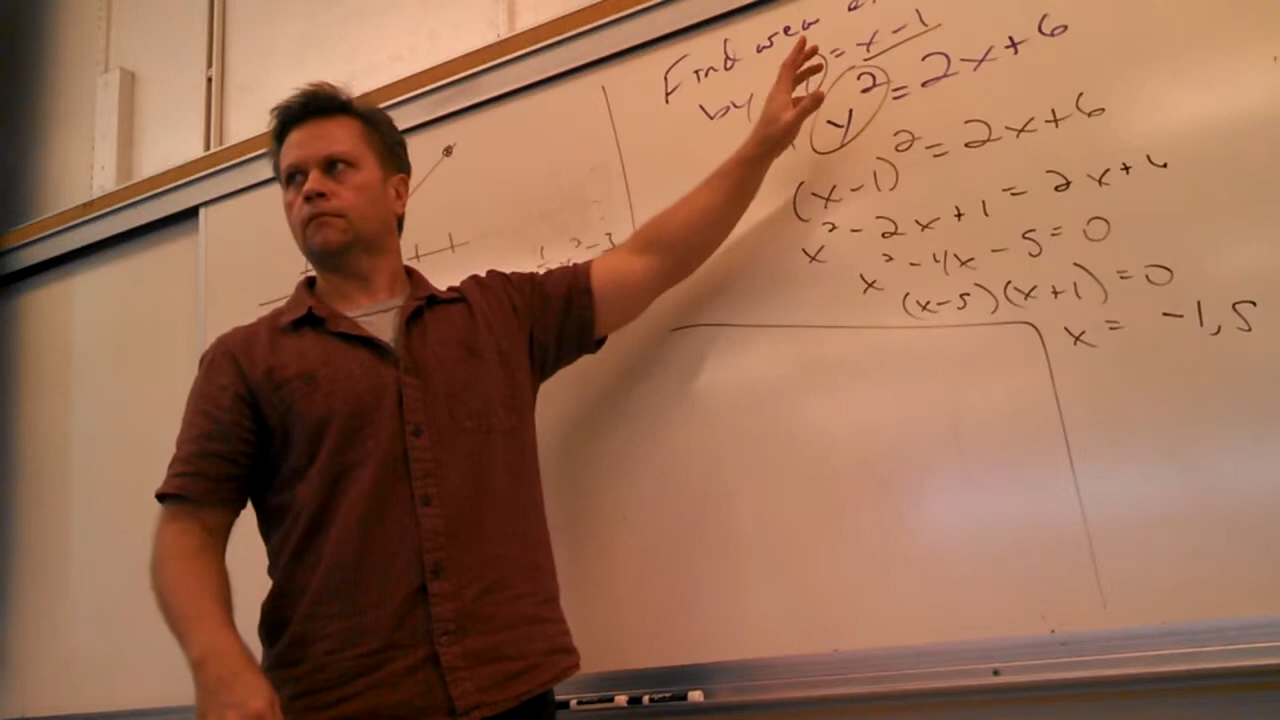 Find area
by = x - 1
y² = 2x + 6
(x - 1)² = 2x + 6
x² - 2x + 1 = 2x + 6
x² - 4x - 5 = 0
(x - 5)(x + 1) = 0
x = -1, 5